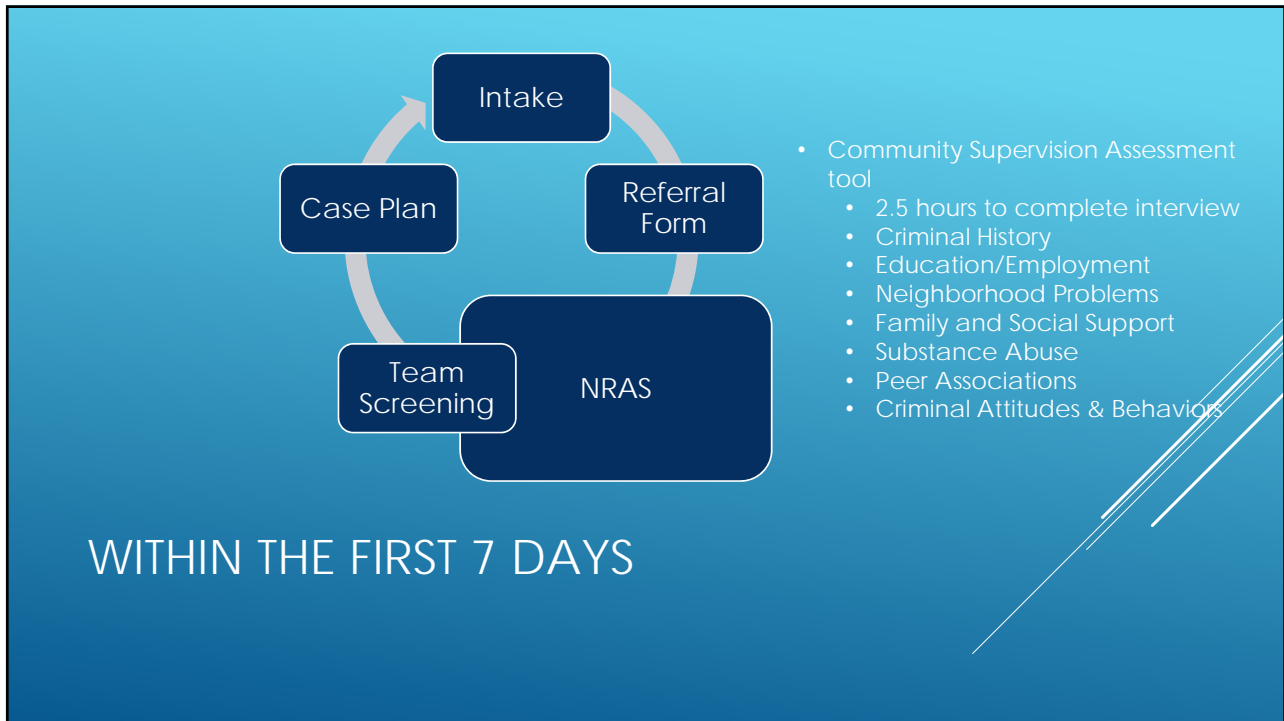 Intake
Referral
Form
NRAS
Team
Screening
Case Plan
• Community Supervision Assessment
tool
• 2.5 hours to complete interview
• Criminal History
• Education/Employment
• Neighborhood Problems
• Family and Social Support
• Substance Abuse
• Peer Associations
• Criminal Attitudes & Behaviors
WITHIN THE FIRST 7 DAYS